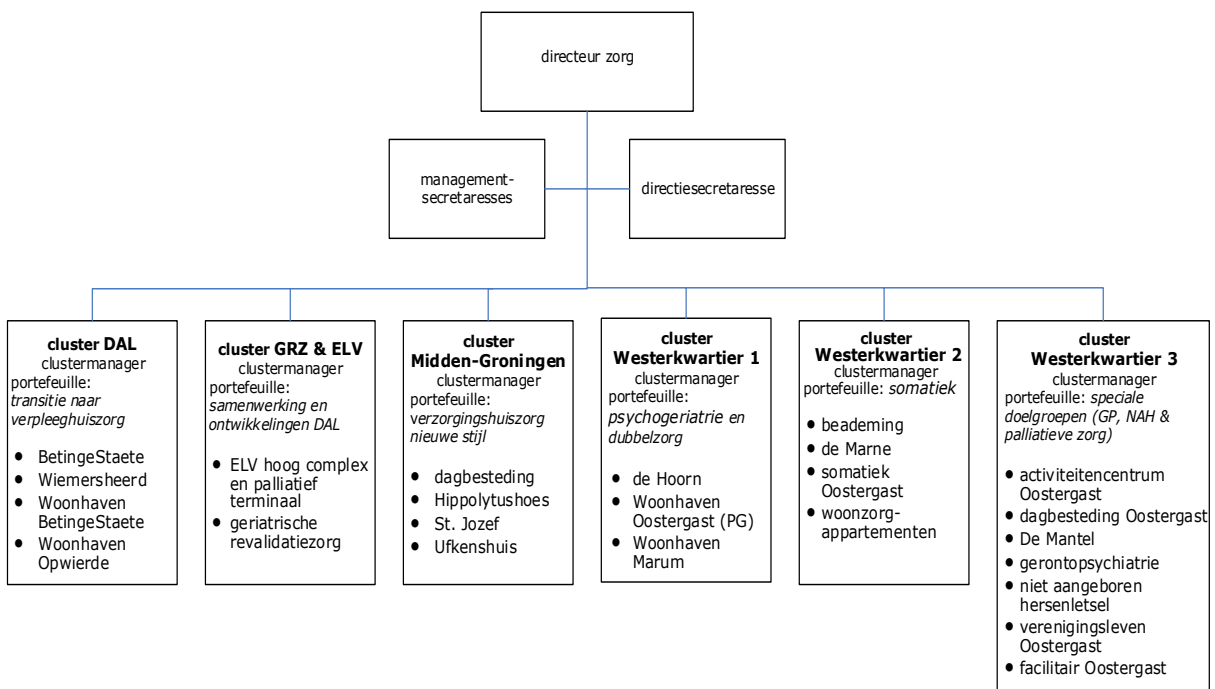 directeur zorg
management-
secretaresses
directiesecretaresse
cluster DAL
clustermanager
portefeuille:
transitie naar
verpleeghuiszorg
• BetingeStaete
• Wiemersheerd
• Woonhaven
BetingeStaete
• Woonhaven
Opwierde
cluster GRZ & ELV
clustermanager
portefeuille:
samenwerking en
ontwikkelingen DAL
• ELV hoog complex
en palliatief
terminaal
• geriatrische
revalidatiezorg
cluster
Midden-Groningen
clustermanager
portefeuille:
verzorgingshuiszorg
nieuwe stijl
• dagbesteding
• Hippolytushoes
• St. Jozef
• Ufkenshuis
cluster
Westerkwartier 1
clustermanager
portefeuille:
psychogeriatrie en
dubbelzorg
• de Hoorn
• Woonhaven
Oostergast (PG)
• Woonhaven
Marum
cluster
Westerkwartier 2
clustermanager
portefeuille: somatiek
• beademing
• de Marne
• somatiek
Oostergast
• woonzorg-
appartementen
cluster
Westerkwartier 3
clustermanager
portefeuille: speciale
doelgroepen (GP, NAH &
palliatieve zorg)
• activiteitencentrum
Oostergast
• dagbesteding Oostergast
• De Mantel
• gerontopsychiatrie
• niet aangeboren
hersenletsel
• verenigingsleven
Oostergast
• facilitair Oostergast